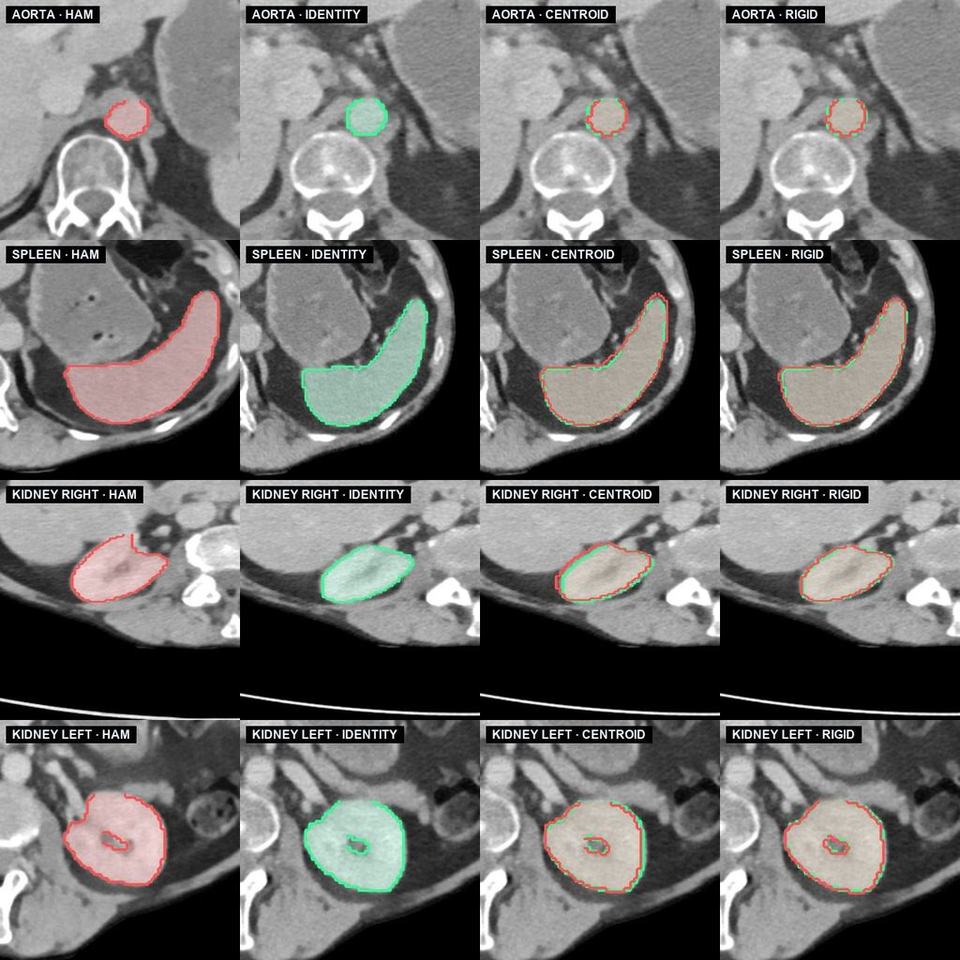 AORTA · HAM
AORTA · IDENTITY
AORTA · CENTROID
AORTA · RIGID
SPLEEN · HAM
SPLEEN · IDENTITY
SPLEEN · CENTROID
SPLEEN · RIGID
KIDNEY RIGHT · HAM
KIDNEY RIGHT · IDENTITY
KIDNEY RIGHT · CENTROID
KIDNEY RIGHT · RIGID
KIDNEY LEFT · HAM
KIDNEY LEFT · IDENTITY
KIDNEY LEFT · CENTROID
KIDNEY LEFT · RIGID